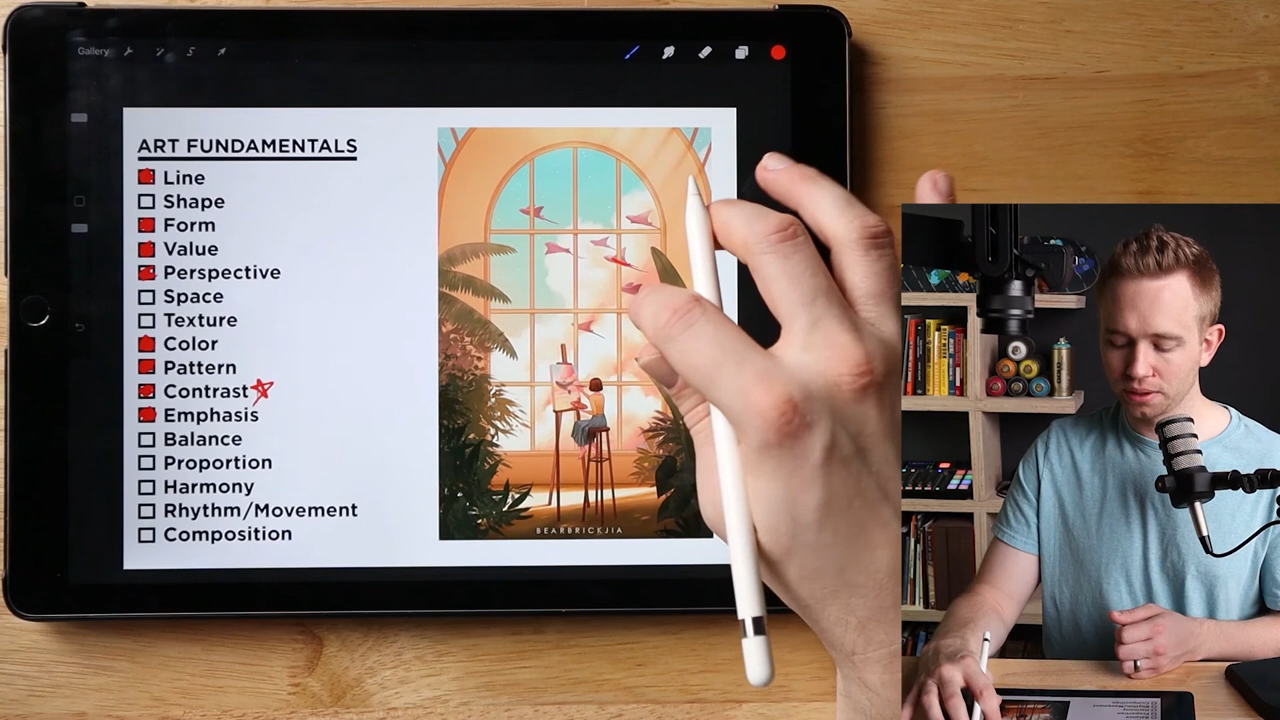 Gallery
ART FUNDAMENTALS
Line
Shape
Form
Value
Perspective
Space
Texture
Color
Pattern
Contrast
Emphasis
Balance
Proportion
Harmony
Rhythm/Movement
Composition
BEARBRICKJIA